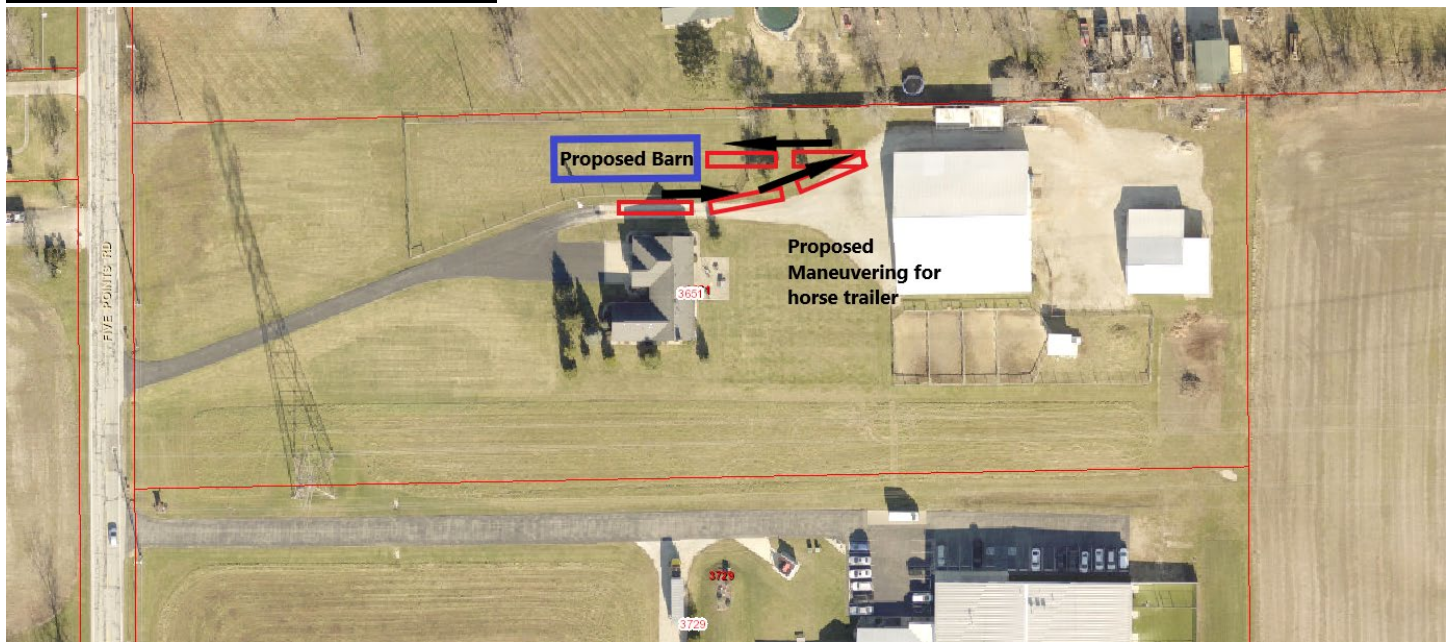 Proposed Barn
FIVE POINTS RD
Proposed
Maneuvering for
horse trailer
3651
3729
3729